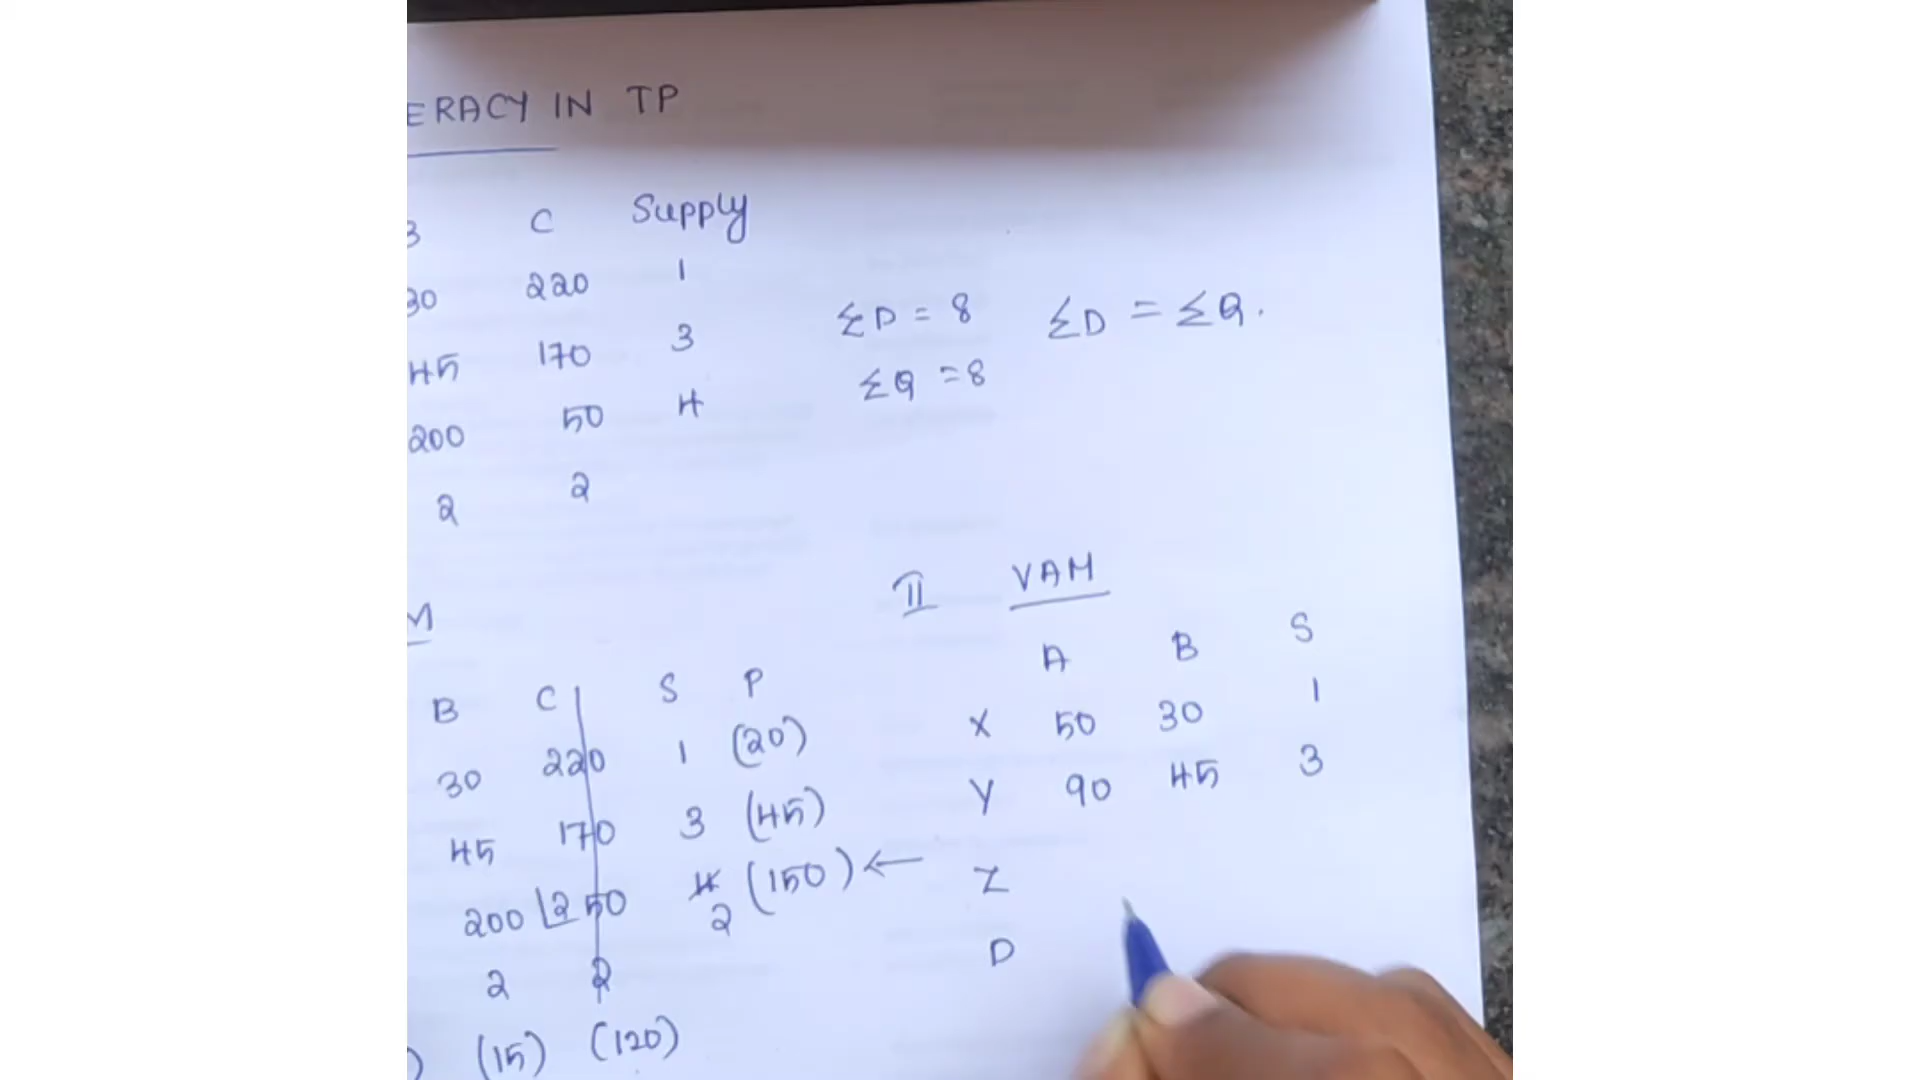 ERACY IN TP
B C Supply
30 220 1
45 170 3
200 50 4
2 2
ΣD = 8 ΣD = ΣQ.
ΣQ = 8
M
B C S P
30 220 1 (20)
45 170 3 (45)
200 2 50 4 (150) ←
2
2 2
) (15) (120)
II VAM
A B S
X 50 30 1
Y 90 45 3
Z
D